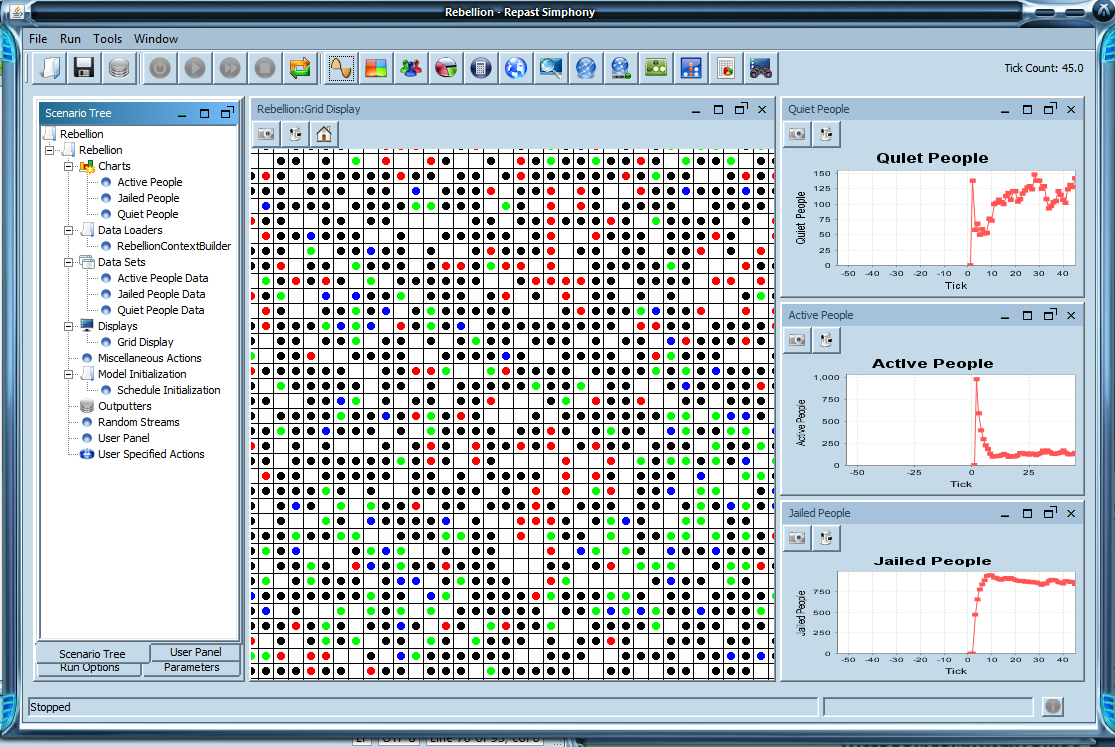 Rebellion - Repast Simphony
File Run Tools Window
Tick Count: 45.0
Scenario Tree
Rebellion
Rebellion
Charts
Active People
Jailed People
Quiet People
Data Loaders
RebellionContextBuilder
Data Sets
Active People Data
Jailed People Data
Quiet People Data
Displays
Grid Display
Miscellaneous Actions
Model Initialization
Schedule Initialization
Outputters
Random Streams
User Panel
User Specified Actions
Scenario Tree
User Panel
Run Options
Parameters
Rebellion:Grid Display
Quiet People
Quiet People
Quiet People
150
125
100
75
50
25
0
-50 -40 -30 -20 -10 0 10 20 30 40
Tick
Active People
Active People
Active People
1,000
750
500
250
0
-50 -25 0 25
Tick
Jailed People
Jailed People
Jailed People
750
500
250
0
-50 -40 -30 -20 -10 0 10 20 30 40
Tick
Stopped